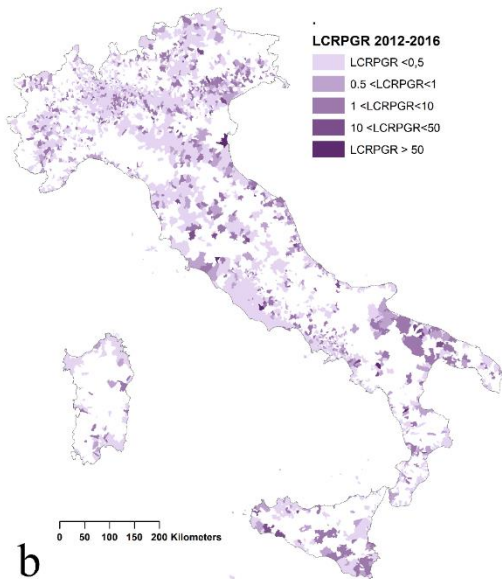 .
LCRPGR 2012-2016
LCRPGR <0,5
0.5 <LCRPGR<1
1 <LCRPGR<10
10 <LCRPGR<50
LCRPGR > 50
0 50 100 150 200 Kilometers
b